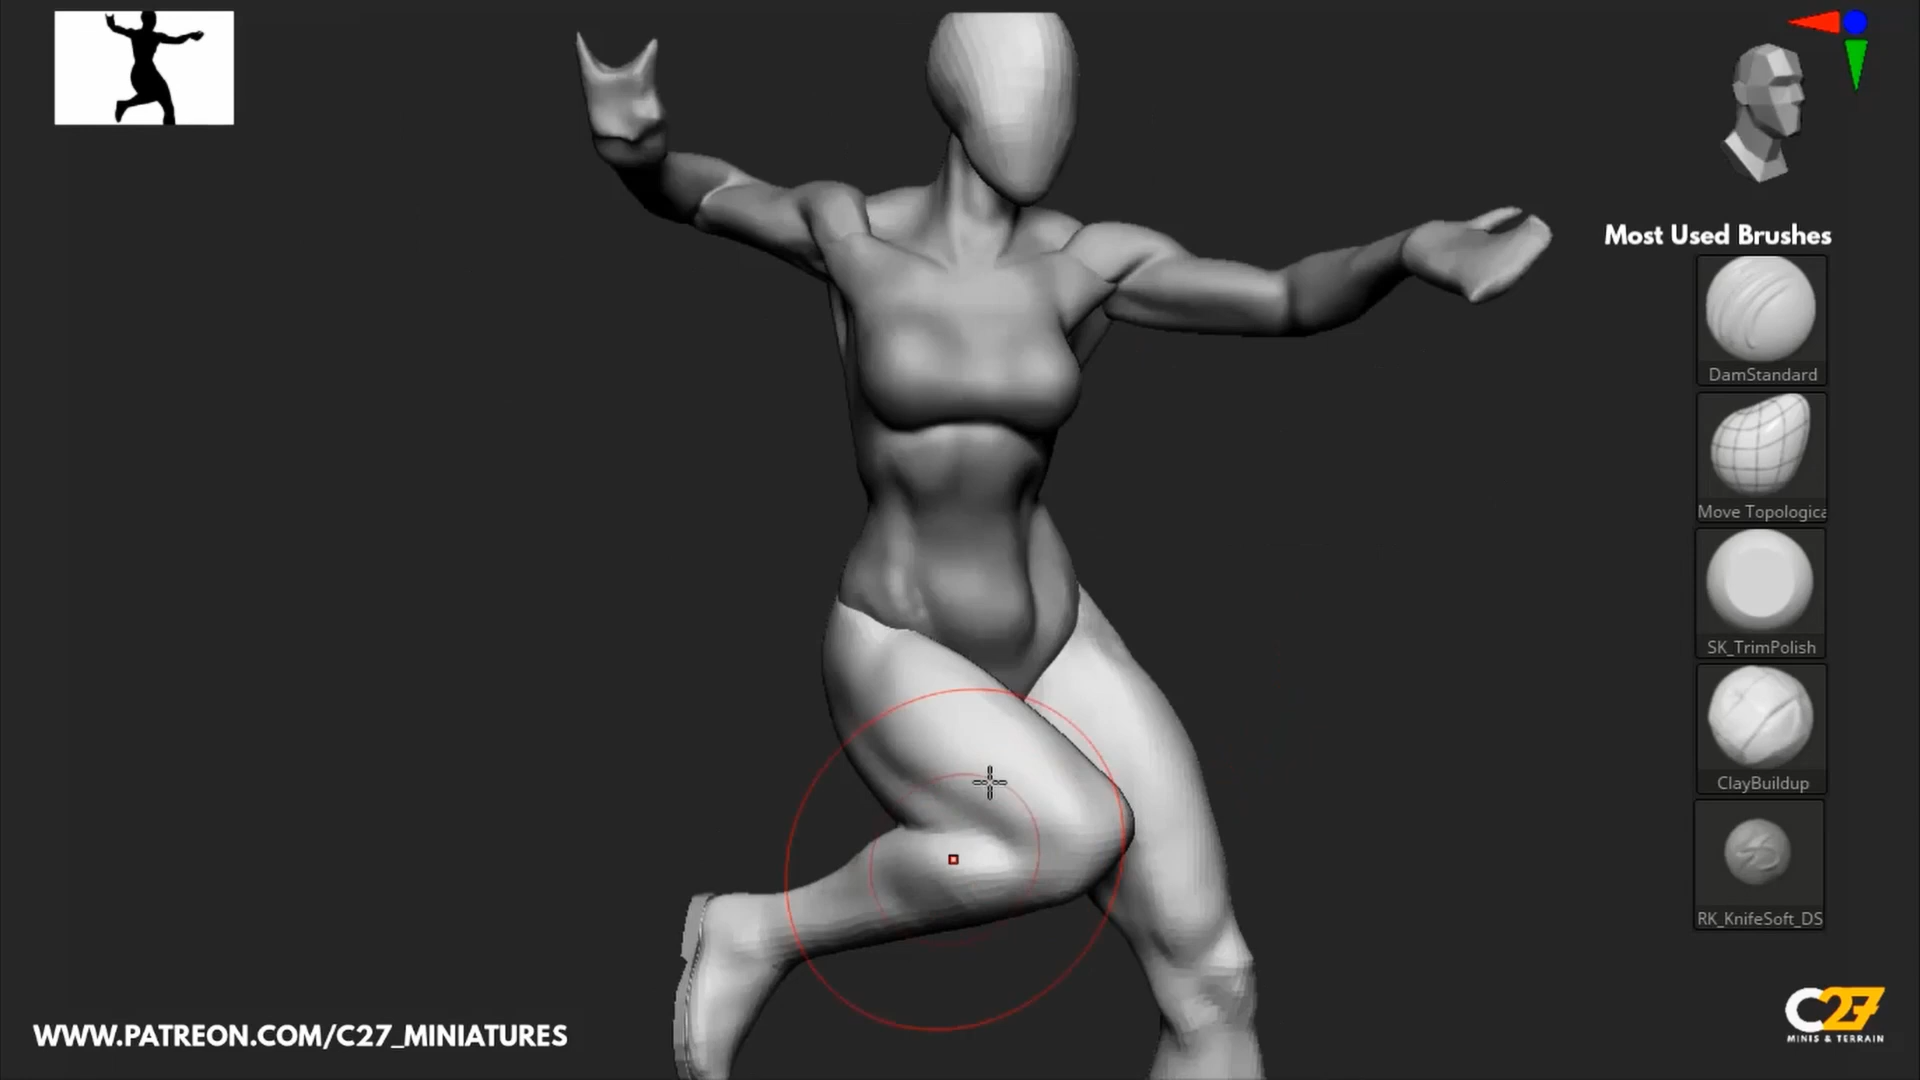 Most Used Brushes
DamStandard
Move Topologica
SK_TrimPolish
ClayBuildup
RK_KnifeSoft_DS
WWW.PATREON.COM/C27_MINIATURES
C27
MINIS & TERRAIN